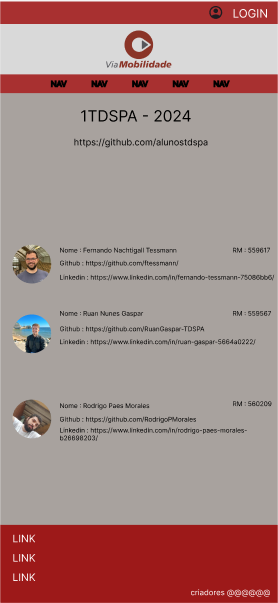 LOGIN
ViaMobilidade
NAV NAV NAV NAV NAV
1TDSPA - 2024
https://github.com/alunostdspa
Nome : Fernando Nachtigall Tessmann RM : 559617
Github : https://github.com/ftessmann/
Linkedin : https://www.linkedin.com/in/fernando-tessmann-75086bb6/
Nome : Ruan Nunes Gaspar RM : 559567
Github : https://github.com/RuanGaspar-TDSPA
Linkedin : https://www.linkedin.com/in/ruan-gaspar-5664a0222/
Nome : Rodrigo Paes Morales RM : 560209
Github : https://github.com/RodrigoPMorales
Linkedin : https://www.linkedin.com/in/rodrigo-paes-morales-
b26698203/
LINK
LINK
LINK
criadores @@@@@@